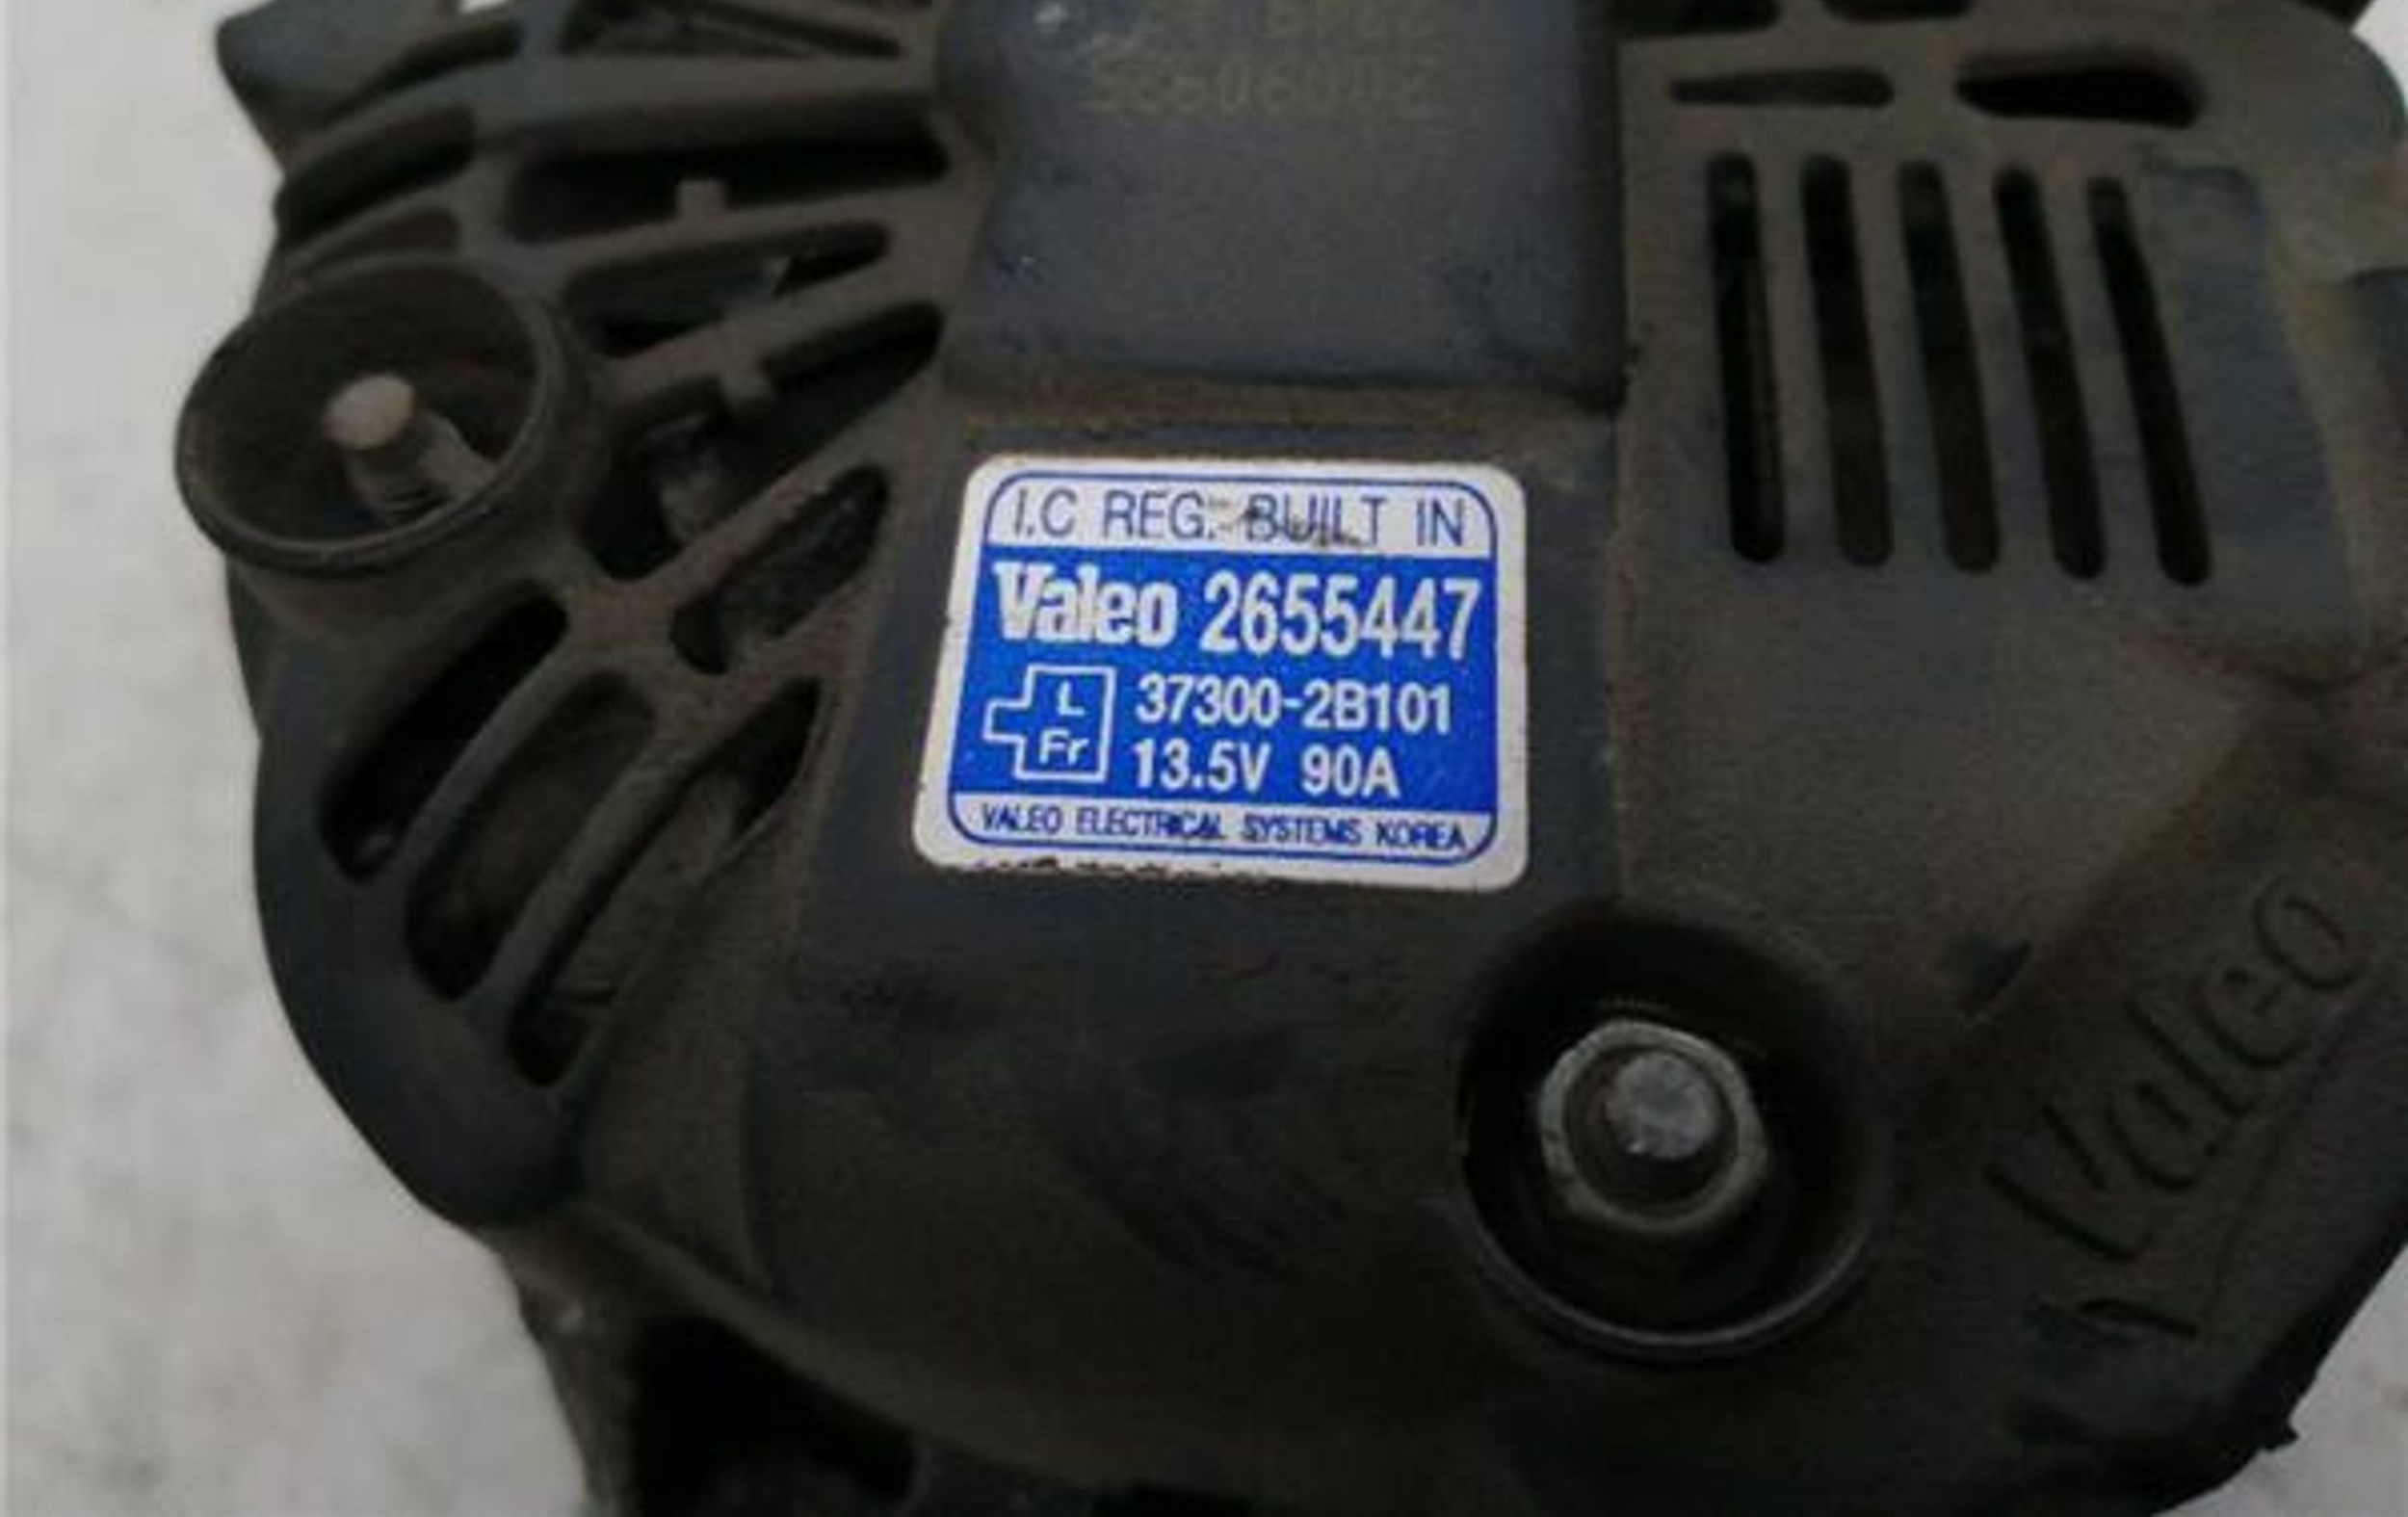 I.C REG. BUILT IN
Valeo 2655447
L
Fr
37300-2B101
13.5V 90A
VALEO ELECTRICAL SYSTEMS KOREA
Valeo